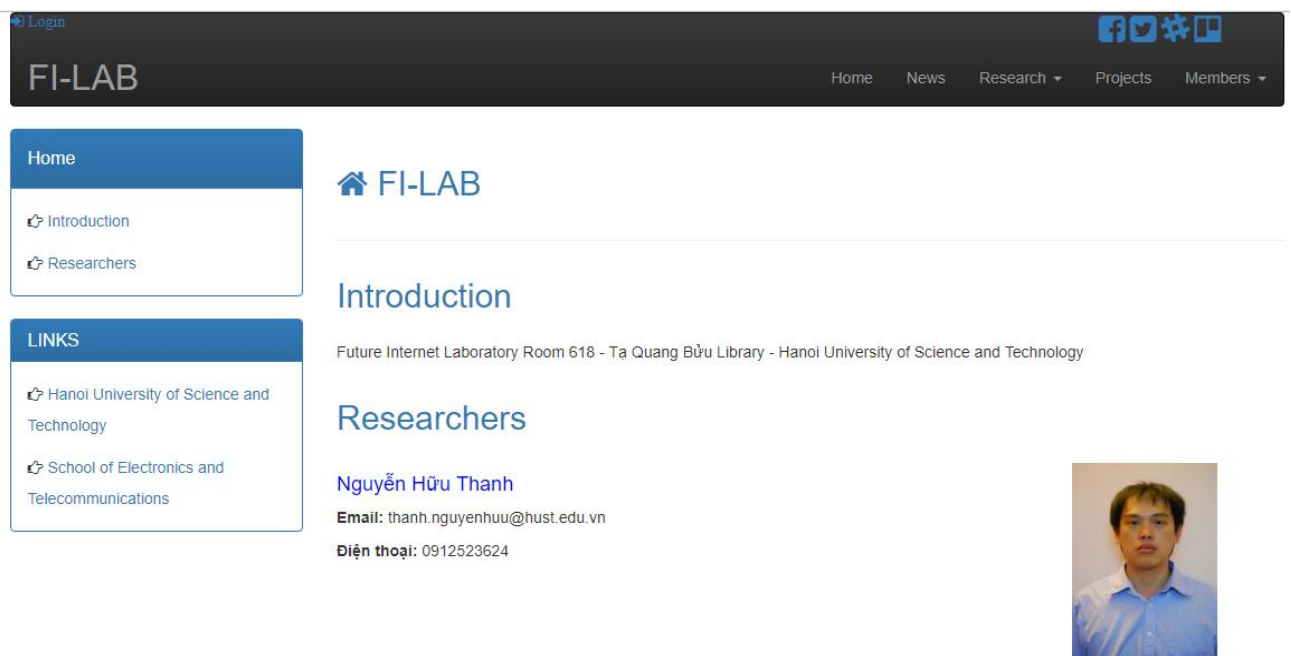 Login
FI-LAB
Home News Research Projects Members
Home
Introduction
Researchers
LINKS
Hanoi University of Science and
Technology
School of Electronics and
Telecommunications
FI-LAB
Introduction
Future Internet Laboratory Room 618 - Tạ Quang Bửu Library - Hanoi University of Science and Technology
Researchers
Nguyễn Hữu Thanh
Email: thanh.nguyenhuu@hust.edu.vn
Điện thoại: 0912523624